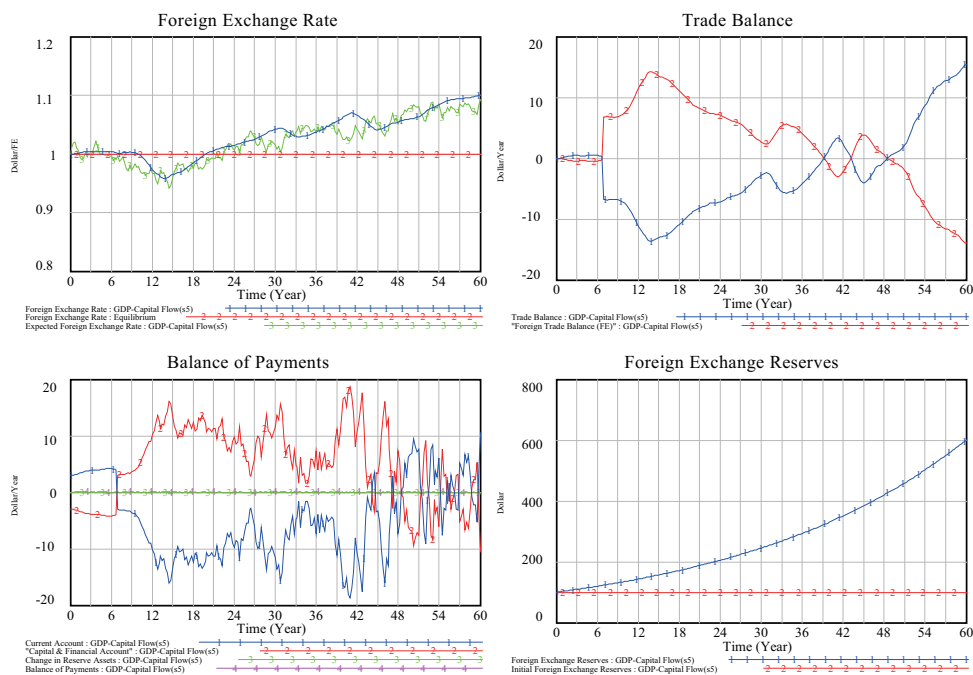 Foreign Exchange Rate
1.2
1.1
1
0.9
0.8
Dollar/FE
0 6 12 18 24 30 36 42 48 54 60
Time (Year)
Foreign Exchange Rate : GDP-Capital Flow(s5)
Foreign Exchange Rate : Equilibrium
Expected Foreign Exchange Rate : GDP-Capital Flow(s5)
Trade Balance
20
10
0
-10
-20
Dollar/Year
0 6 12 18 24 30 36 42 48 54 60
Time (Year)
Trade Balance : GDP-Capital Flow(s5)
"Foreign Trade Balance (FE)" : GDP-Capital Flow(s5)
Balance of Payments
20
10
0
-10
-20
Dollar/Year
0 6 12 18 24 30 36 42 48 54 60
Time (Year)
Current Account : GDP-Capital Flow(s5)
"Capital & Financial Account" : GDP-Capital Flow(s5)
Change in Reserve Assets : GDP-Capital Flow(s5)
Balance of Payments : GDP-Capital Flow(s5)
Foreign Exchange Reserves
800
600
400
200
0
Dollar
0 6 12 18 24 30 36 42 48 54 60
Time (Year)
Foreign Exchange Reserves : GDP-Capital Flow(s5)
Initial Foreign Exchange Reserves : GDP-Capital Flow(s5)